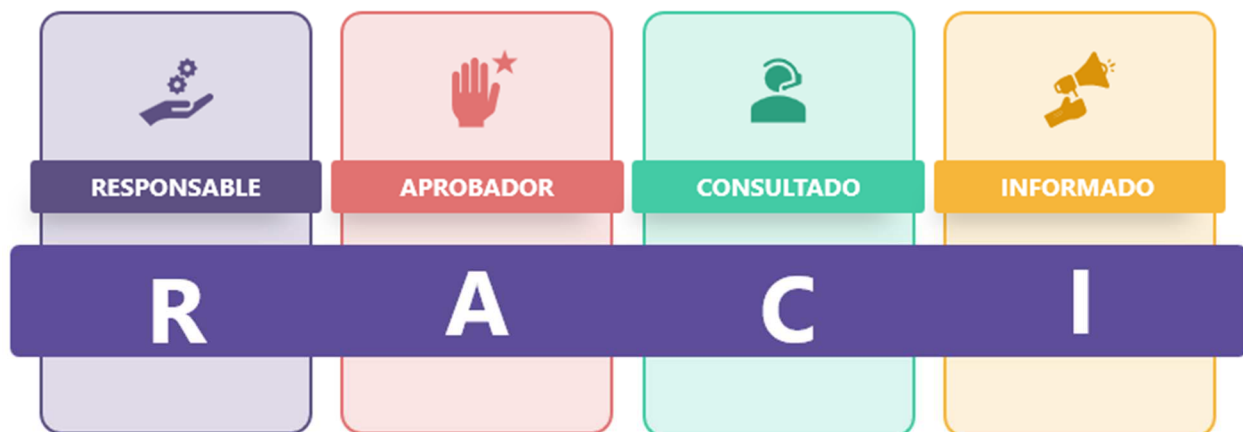 RESPONSABLE
APROBADOR
CONSULTADO
INFORMADO
R A C I